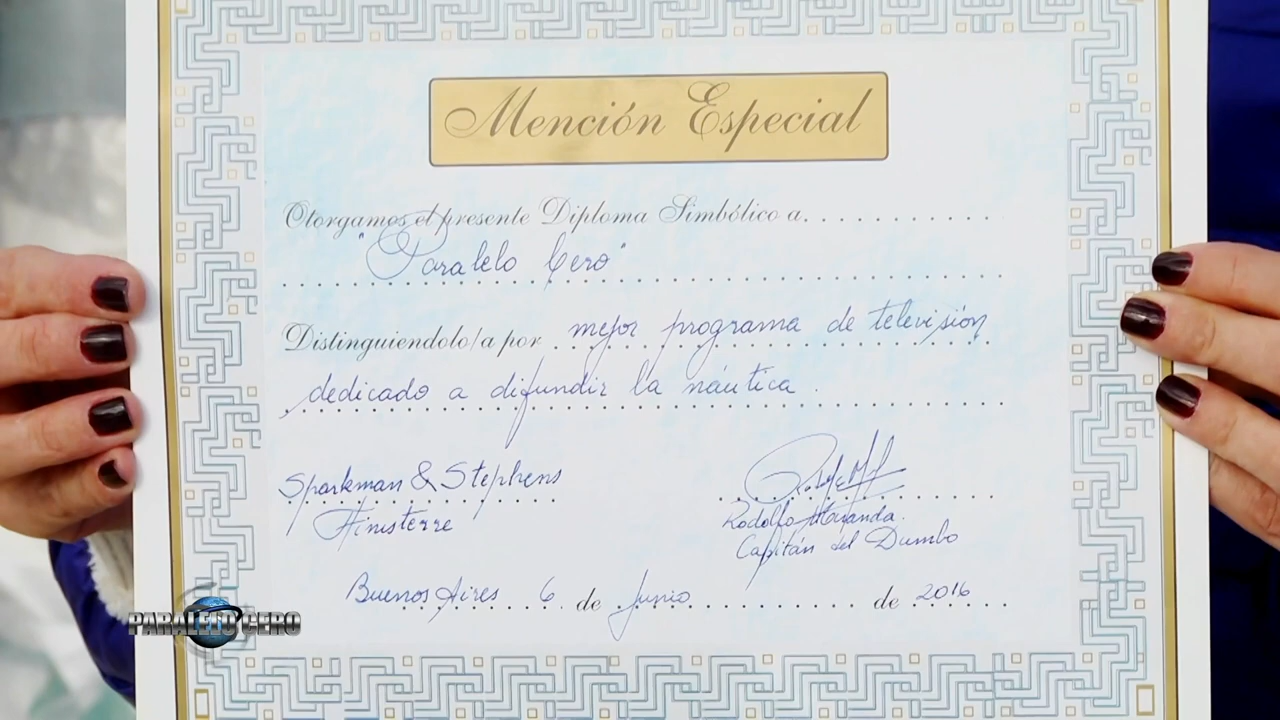 Mención Especial
Otorgamos el presente Diploma Simbólico a
"Paralelo Cero"
Distinguiendolo/a por mejor programa de televisión
dedicado a difundir la náutica.
Sparkman & Stephens
Finisterre
Rodolfo Miranda
Capitán del Dumbo
Buenos Aires 6 de Junio de 2016
PARALELO CERO